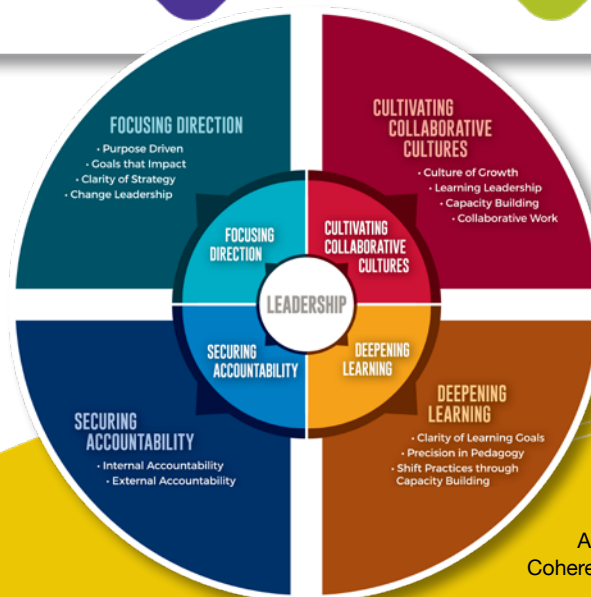 FOCUSING DIRECTION
• Purpose Driven
• Goals that Impact
• Clarity of Strategy
• Change Leadership
CULTIVATING
COLLABORATIVE
CULTURES
• Culture of Growth
• Learning Leadership
• Capacity Building
• Collaborative Work
FOCUSING
DIRECTION
CULTIVATING
COLLABORATIVE
CULTURES
LEADERSHIP
SECURING
ACCOUNTABILITY
DEEPENING
LEARNING
SECURING
ACCOUNTABILITY
• Internal Accountability
• External Accountability
DEEPENING
LEARNING
• Clarity of Learning Goals
• Precision in Pedagogy
• Shift Practices through
Capacity Building
A
Cohere